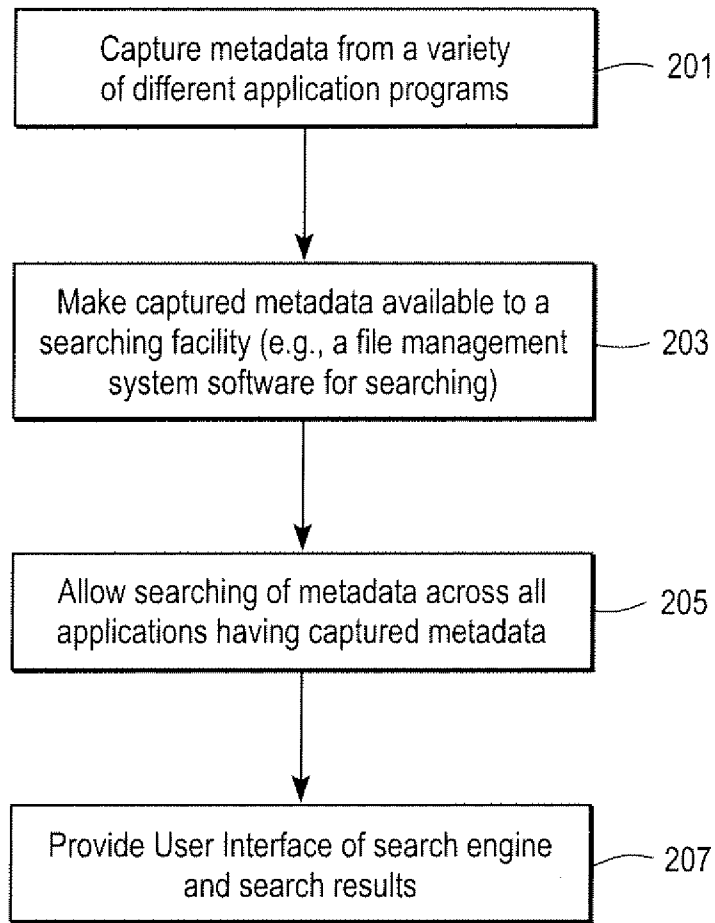 Capture metadata from a variety
of different application programs
201
Make captured metadata available to a
searching facility (e.g., a file management
system software for searching)
203
Allow searching of metadata across all
applications having captured metadata
205
Provide User Interface of search engine
and search results
207